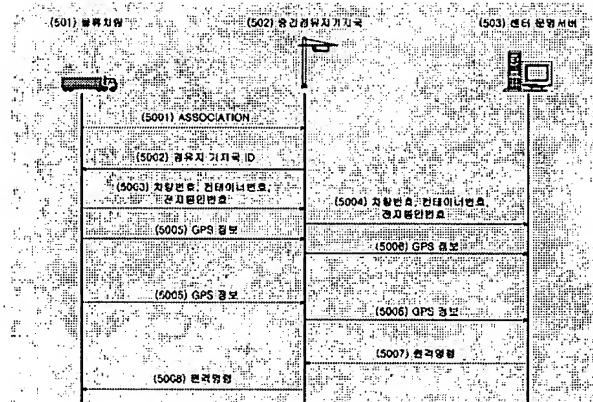 (501) 물류차량
(502) 중간경유지기지국
(503) 센터 운영서버
(5001) ASSOCIATION
(5002) 경유지 기지국 ID
(5003) 차량번호, 컨테이너번호,
전자봉인번호
(5004) 차량번호, 컨테이너번호,
전자봉인번호
(5005) GPS 정보
(5006) GPS 정보
(5005) GPS 정보
(5006) GPS 정보
(5007) 원격명령
(5008) 원격명령